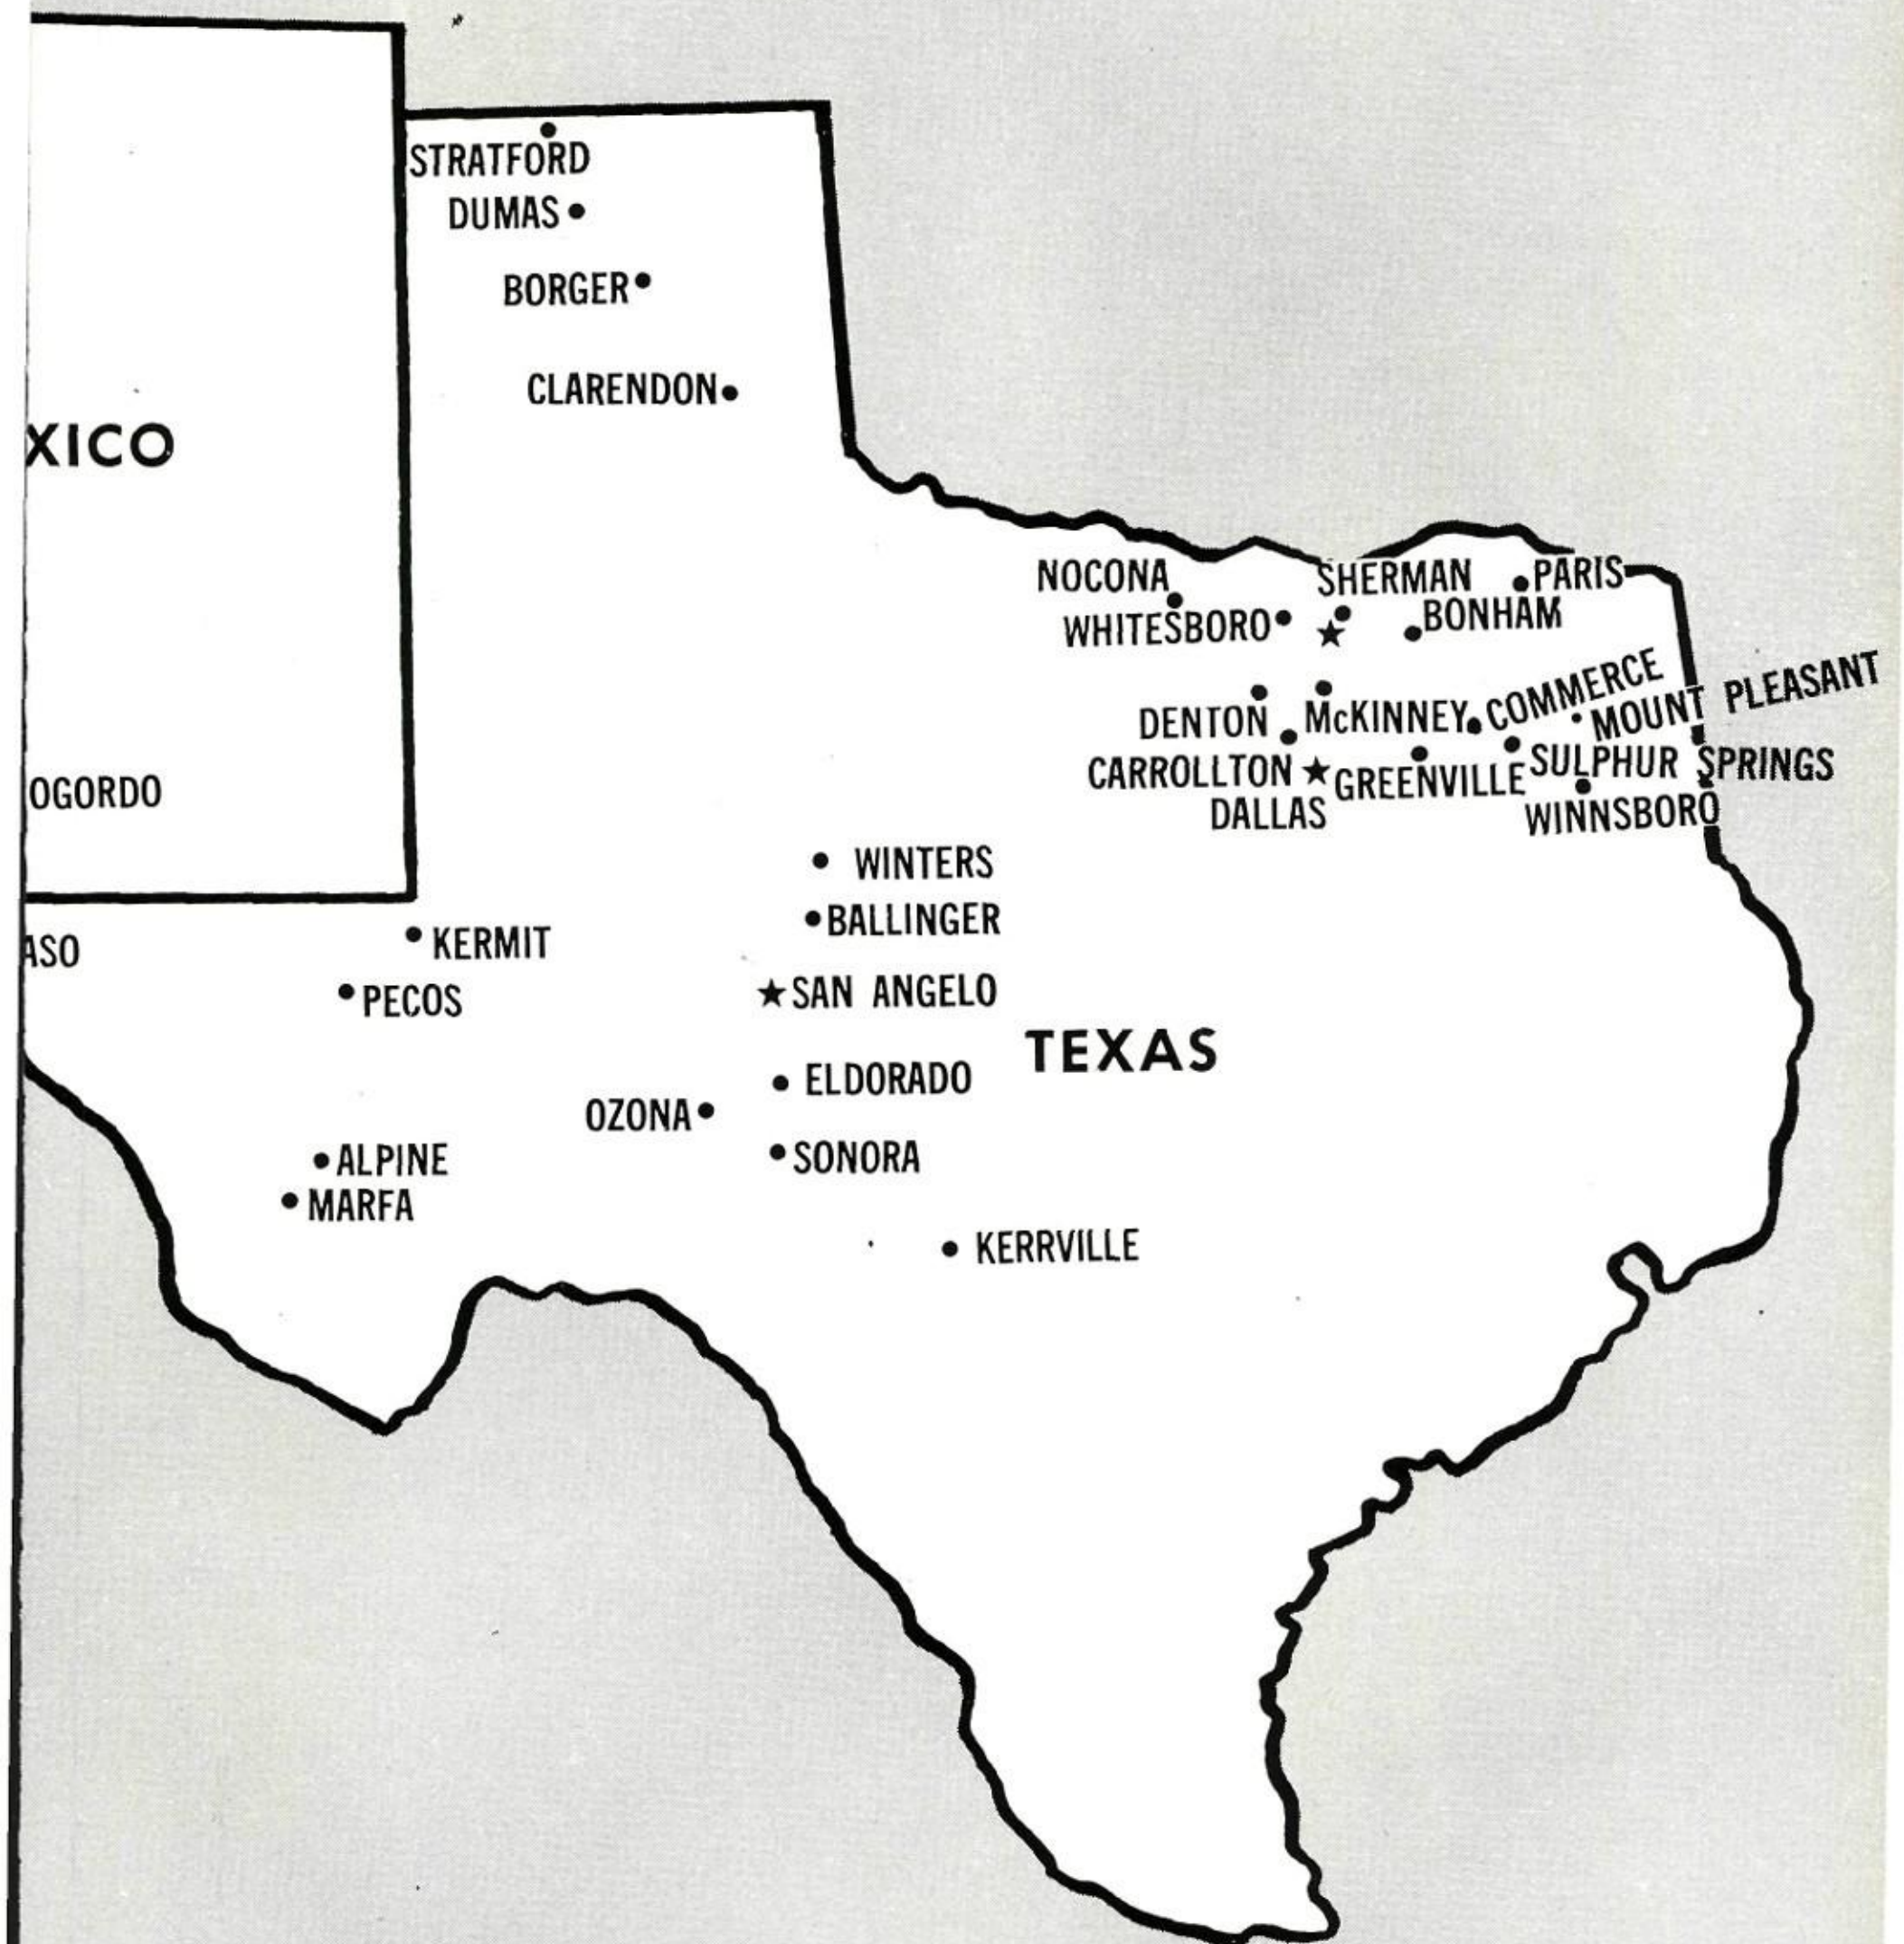 STRATFORD
DUMAS
BORGER
CLARENDON
XICO
NOCONA
SHERMAN
PARIS
WHITESBORO
BONHAM
COMMERCE
MOUNT PLEASANT
DENTON
McKINNEY
CARROLLTON
GREENVILLE
SULPHUR SPRINGS
DALLAS
WINNSBORO
OGORDO
WINTERS
BALLINGER
KERMIT
ASO
PECOS
SAN ANGELO
TEXAS
ELDORADO
OZONA
SONORA
ALPINE
MARFA
KERRVILLE